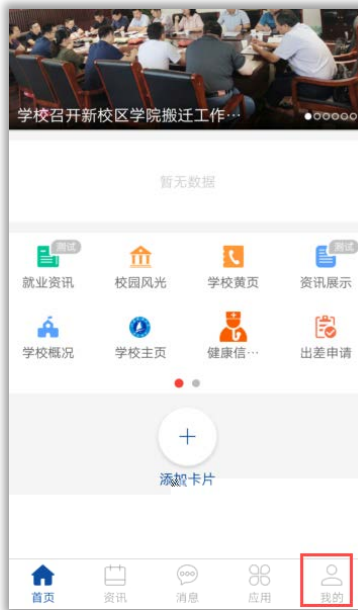 学校召开新校区学院搬迁工作…
暂无数据
测试 测试
就业资讯 校园风光 学校黄页 资讯展示
学校概况 学校主页 健康信… 出差申请
添加卡片
首页 资讯 消息 应用 我的